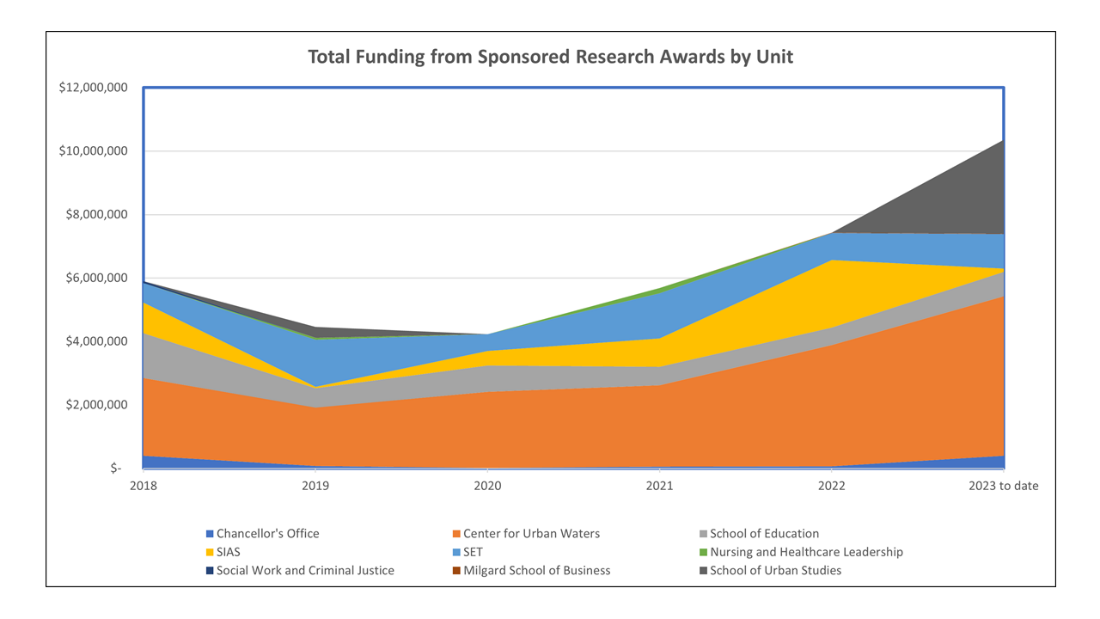 Total Funding from Sponsored Research Awards by Unit
$12,000,000
$10,000,000
$8,000,000
$6,000,000
$4,000,000
$2,000,000
$-
2018 2019 2020 2021 2022 2023 to date
Chancellor's Office Center for Urban Waters School of Education
SIAS SET Nursing and Healthcare Leadership
Social Work and Criminal Justice Milgard School of Business School of Urban Studies